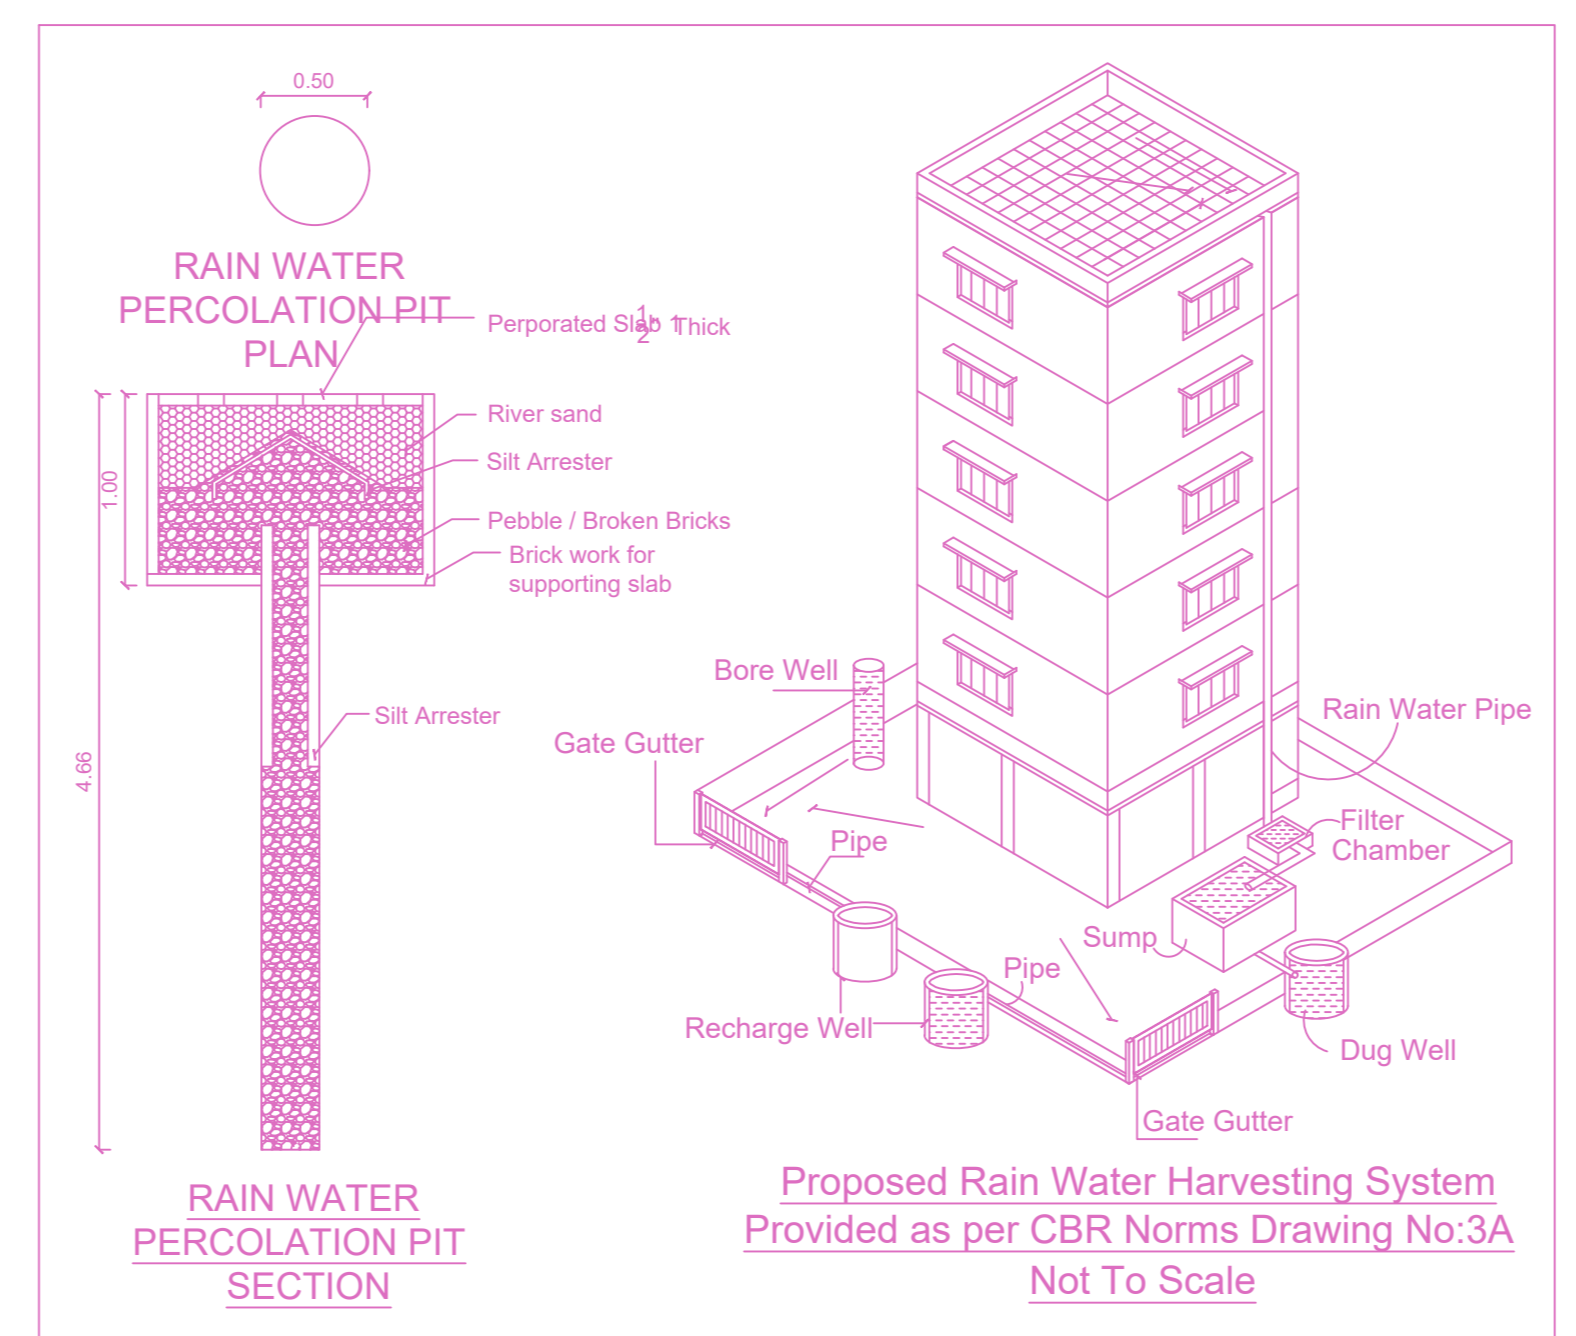 0.50
RAIN WATER
PERCOLATION PIT
PLAN
Perporated Slab 1 1/2" Thick
River sand
Silt Arrester
Pebble / Broken Bricks
Brick work for
supporting slab
1.00
4.66
Silt Arrester
RAIN WATER
PERCOLATION PIT
SECTION
Bore Well
Gate Gutter
Pipe
Rain Water Pipe
Filter
Chamber
Sump
Pipe
Recharge Well
Dug Well
Gate Gutter
Proposed Rain Water Harvesting System
Provided as per CBR Norms Drawing No:3A
Not To Scale